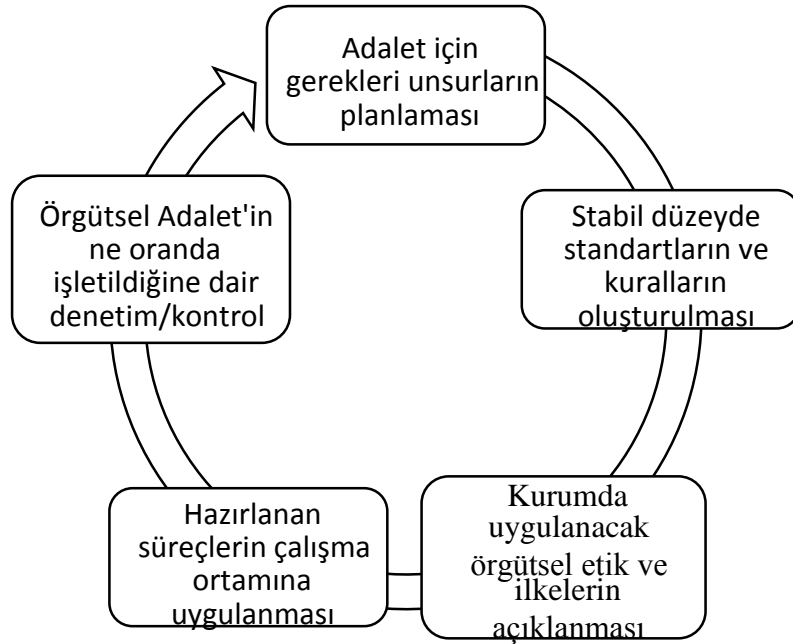 Adalet için
gerekleri unsurların
planlaması
Stabil düzeyde
standartların ve
kuralların
oluşturulması
Kurumda
uygulanacak
örgütsel etik ve
ilkelerin
açıklanması
Hazırlanan
süreçlerin çalışma
ortamına
uygulanması
Örgütsel Adalet'in
ne oranda
işletildiğine dair
denetim/kontrol